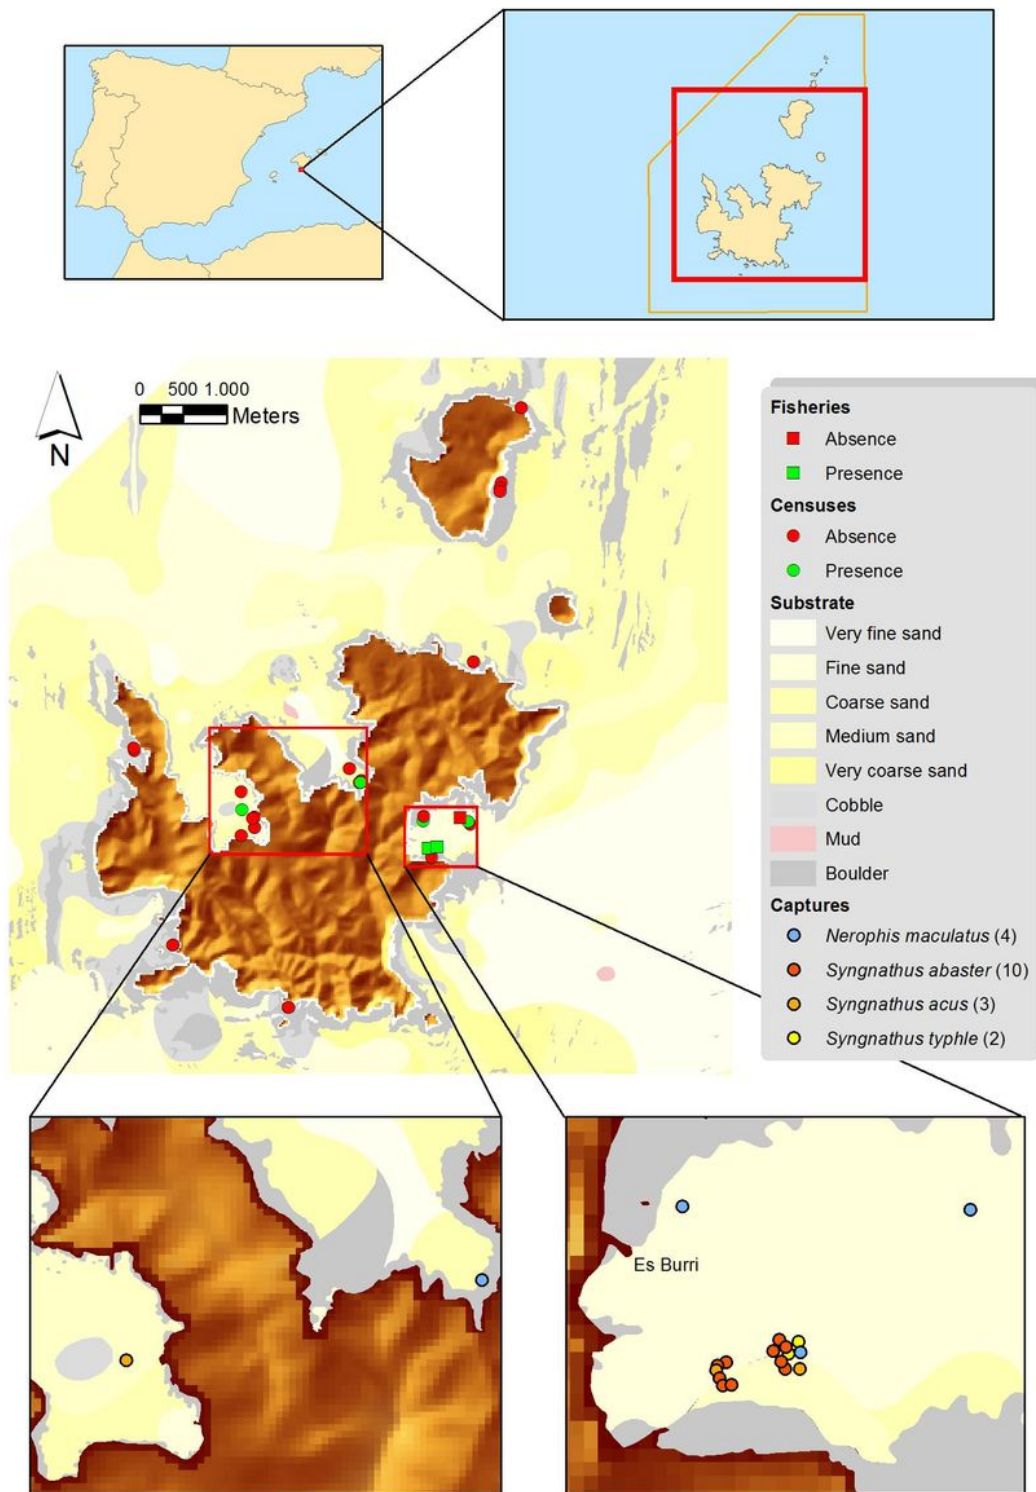 0 500 1.000
Meters
N
Fisheries
Absence
Presence
Censuses
Absence
Presence
Substrate
Very fine sand
Fine sand
Coarse sand
Medium sand
Very coarse sand
Cobble
Mud
Boulder
Captures
Nerophis maculatus (4)
Syngnathus abaster (10)
Syngnathus acus (3)
Syngnathus typhle (2)
Es Burri